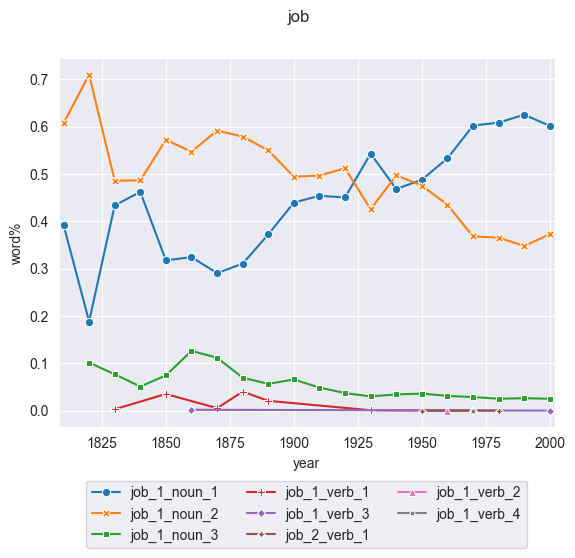 job
0.7
0.6
0.5
0.4
0.3
0.2
0.1
0.0
word%
1825 1850 1875 1900 1925 1950 1975 2000
year
job_1_noun_1 job_1_verb_1 job_1_verb_2
job_1_noun_2 job_1_verb_3 job_1_verb_4
job_1_noun_3 job_2_verb_1